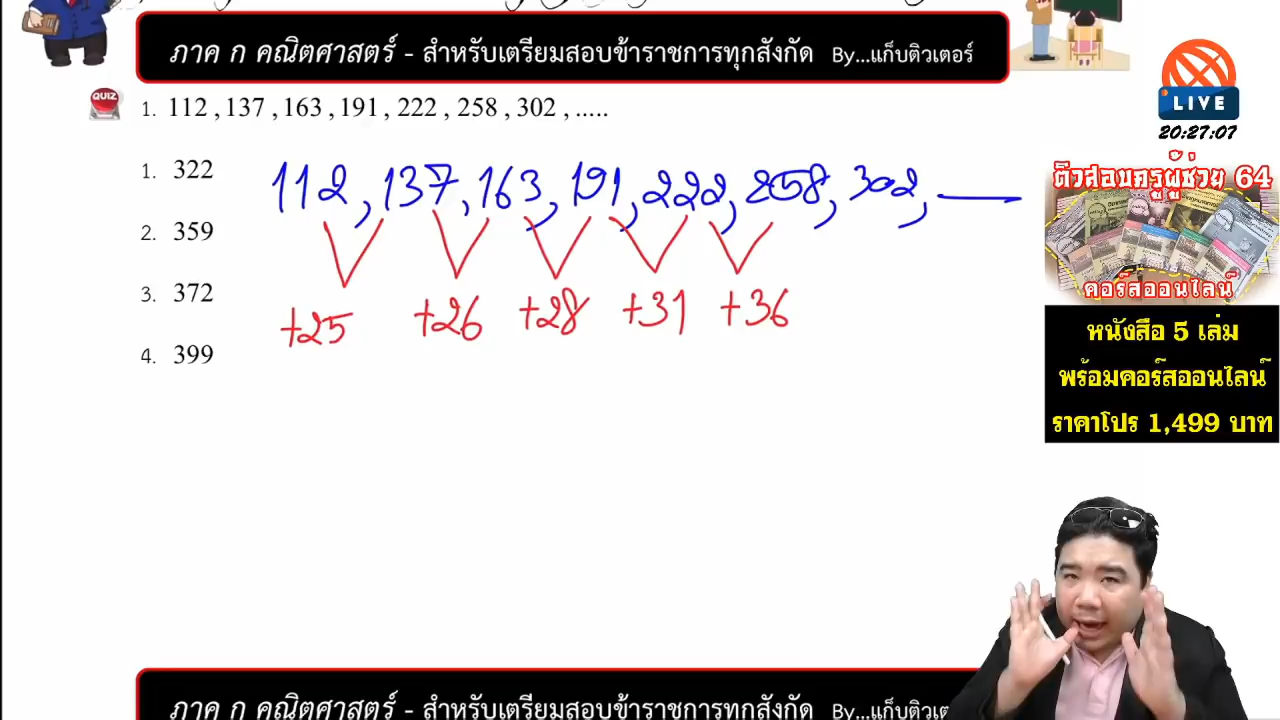 ภาค ก คณิตศาสตร์ - สำหรับเตรียมสอบข้าราชการทุกสังกัด By...แก็บติวเตอร์
LIVE
20:27:07
QUIZ
1. 112 , 137 , 163 , 191 , 222 , 258 , 302 , .....
1. 322
2. 359
3. 372
4. 399
112, 137, 163, 191, 222, 258, 302, ___
+25 +26 +28 +31 +36
ติวสอบครูผู้ช่วย 64
คอร์สออนไลน์
หนังสือ 5 เล่ม
พร้อมคอร์สออนไลน์
ราคาโปร 1,499 บาท
ภาค ก คณิตศาสตร์ - สำหรับเตรียมสอบข้าราชการทุกสังกัด By...แก็บติวเต